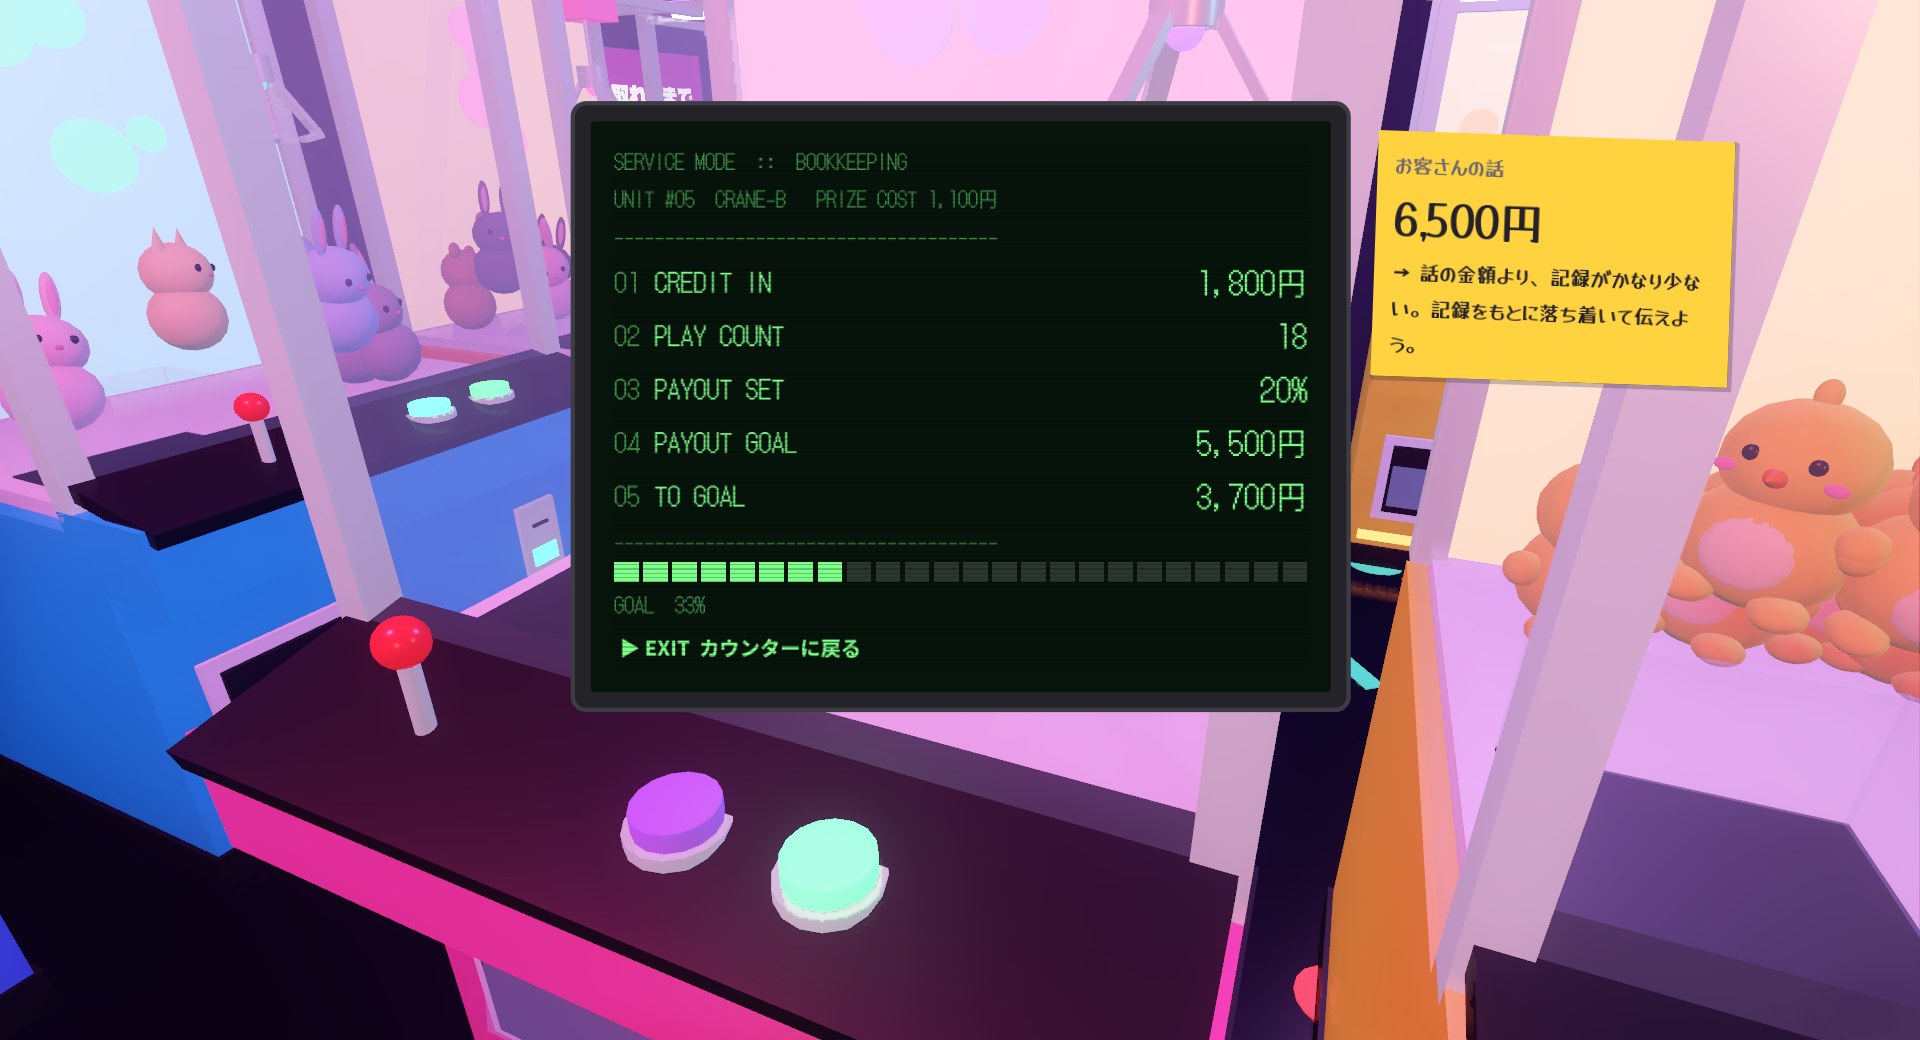 SERVICE MODE :: BOOKKEEPING
UNIT #05 CRANE-B PRIZE COST 1,100円
--------------------------------------
01 CREDIT IN 1,800円
02 PLAY COUNT 18
03 PAYOUT SET 20%
04 PAYOUT GOAL 5,500円
05 TO GOAL 3,700円
--------------------------------------
GOAL 33%
▶ EXIT カウンターに戻る
お客さんの話
6,500円
→ 話の金額より、記録がかなり少な
い。記録をもとに落ち着いて伝えよ
う。